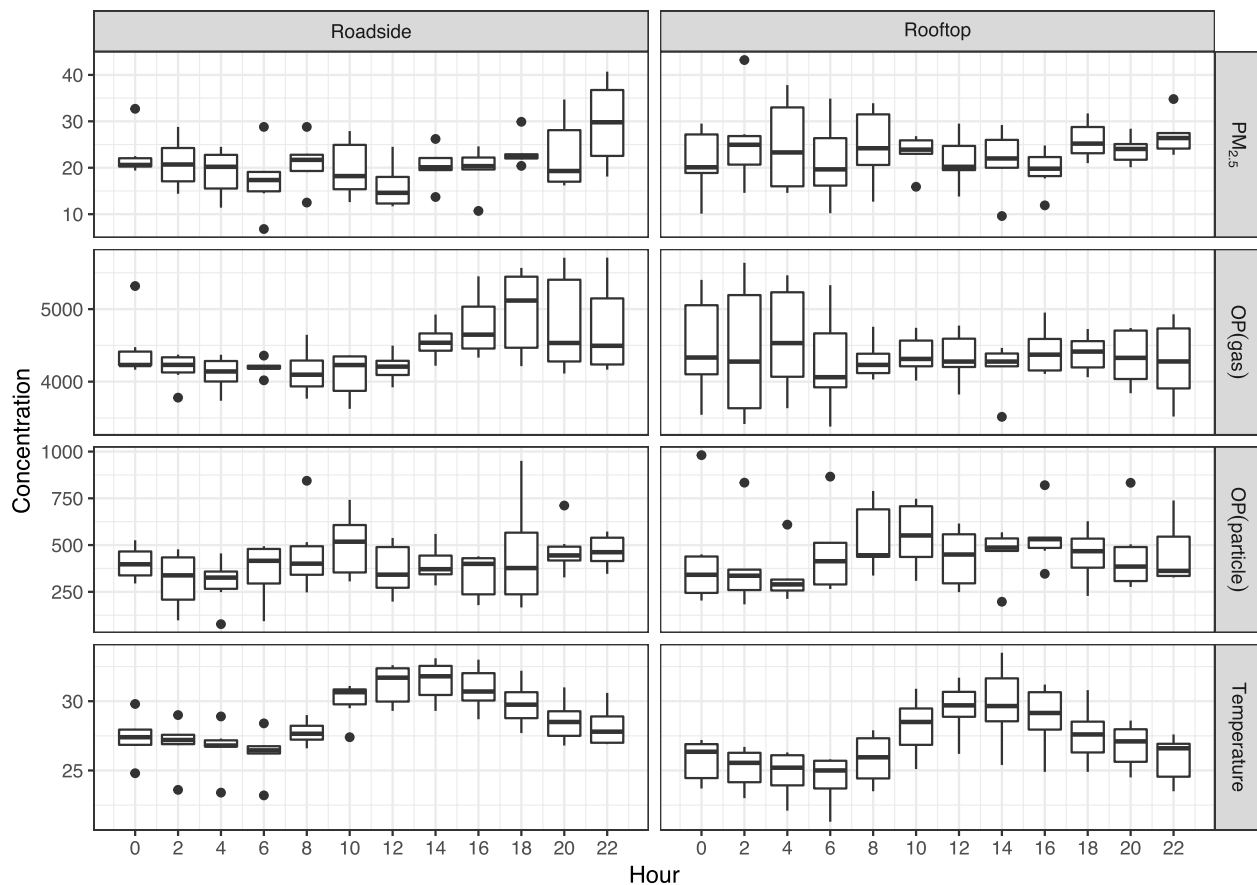 Roadside Rooftop
40
30
20
10
PM2.5
5000
4000
OP(gas)
1000
750
500
250
OP(particle)
30
25
Temperature
Concentration
0 2 4 6 8 10 12 14 16 18 20 22 0 2 4 6 8 10 12 14 16 18 20 22
Hour